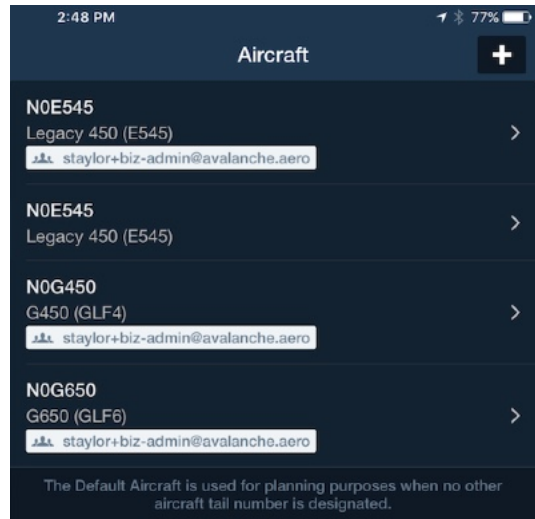 2:48 PM 77%
Aircraft
N0E545
Legacy 450 (E545)
staylor+biz-admin@avalanche.aero
N0E545
Legacy 450 (E545)
N0G450
G450 (GLF4)
staylor+biz-admin@avalanche.aero
N0G650
G650 (GLF6)
staylor+biz-admin@avalanche.aero
The Default Aircraft is used for planning purposes when no other
aircraft tail number is designated.